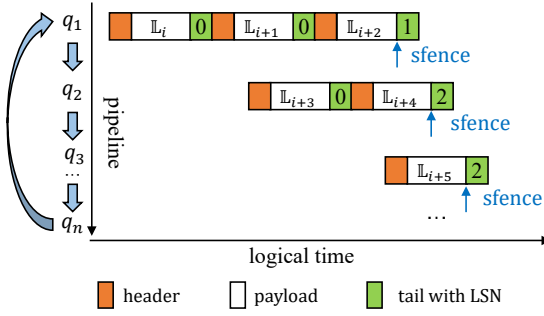 q₁ 𝕃ᵢ 0 𝕃ᵢ₊₁ 0 𝕃ᵢ₊₂ 1
sfence
q₂ 𝕃ᵢ₊₃ 0 𝕃ᵢ₊₄ 2
sfence
pipeline
q₃ 𝕃ᵢ₊₅ 2
...
sfence
qₙ ...
logical time
header payload tail with LSN